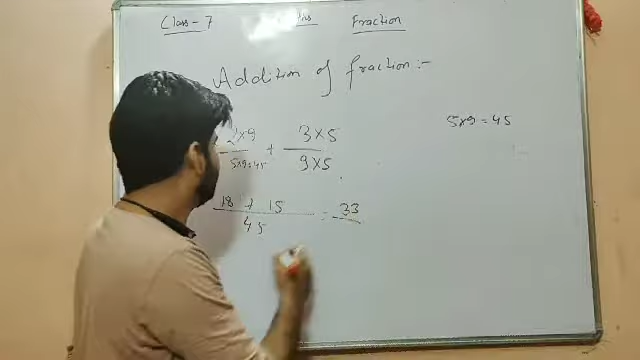 Class - 7 Fraction
Addition of fraction :-
2×9 + 3×5
5×9=45 9×5
5×9 = 45
18 + 15 = 33
45